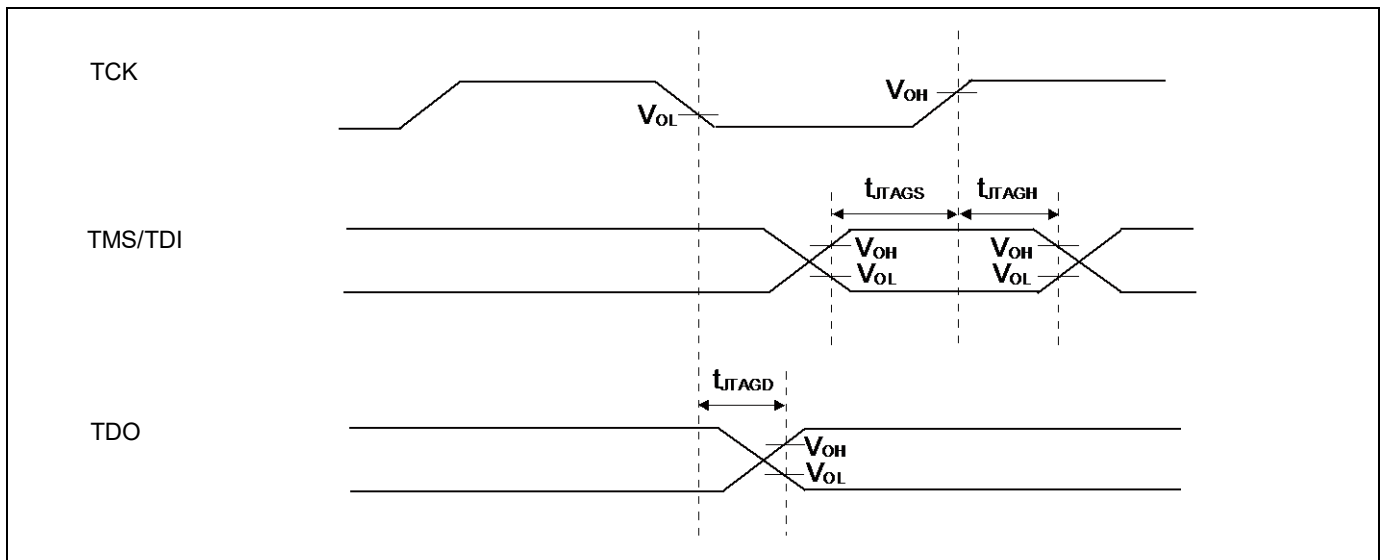 TCK
VOL
VOH
tJTAGS tJTAGH
TMS/TDI
VOH VOH
VOL VOL
tJTAGD
TDO
VOH
VOL